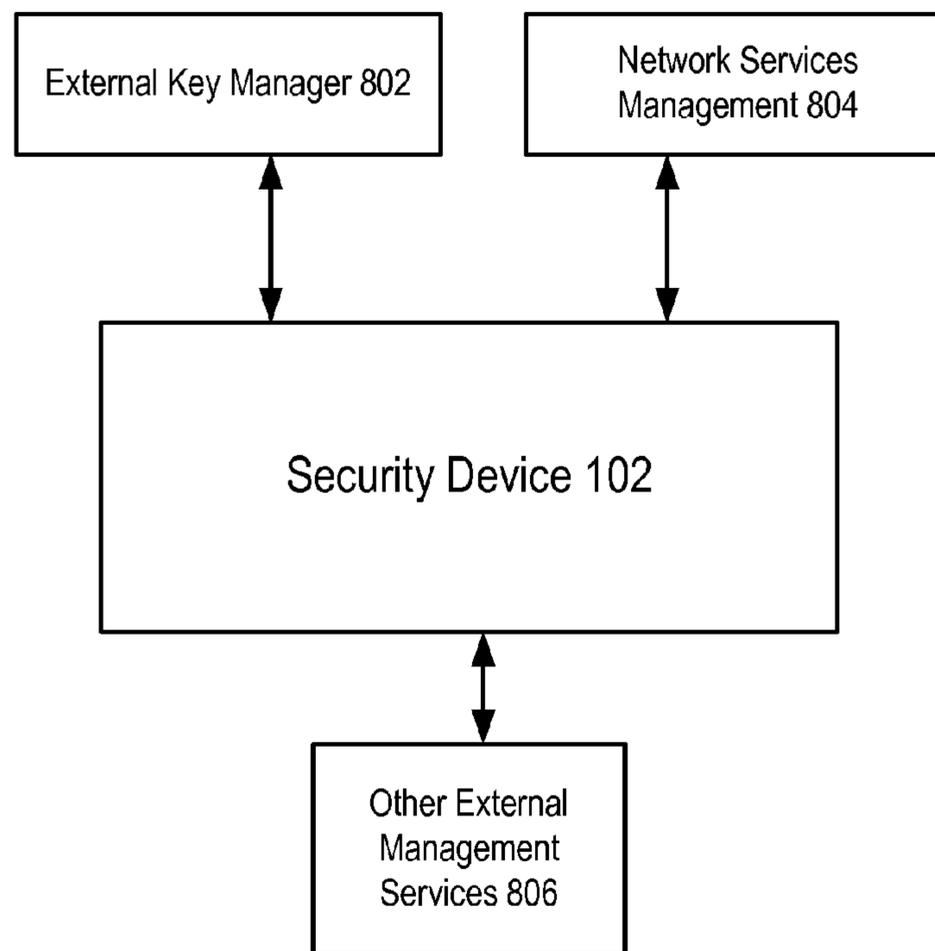 External Key Manager 802
Network Services
Management 804
Security Device 102
Other External
Management
Services 806